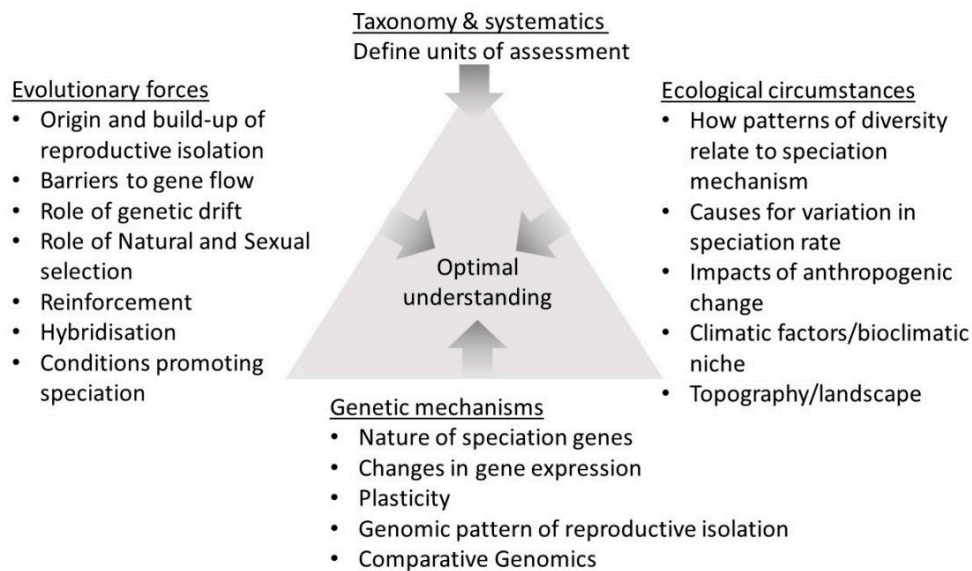 Taxonomy & systematics
Define units of assessment
Evolutionary forces
• Origin and build-up of
reproductive isolation
• Barriers to gene flow
• Role of genetic drift
• Role of Natural and Sexual
selection
• Reinforcement
• Hybridisation
• Conditions promoting
speciation
Ecological circumstances
• How patterns of diversity
relate to speciation
mechanism
• Causes for variation in
speciation rate
• Impacts of anthropogenic
change
• Climatic factors/bioclimatic
niche
• Topography/landscape
Optimal
understanding
Genetic mechanisms
• Nature of speciation genes
• Changes in gene expression
• Plasticity
• Genomic pattern of reproductive isolation
• Comparative Genomics